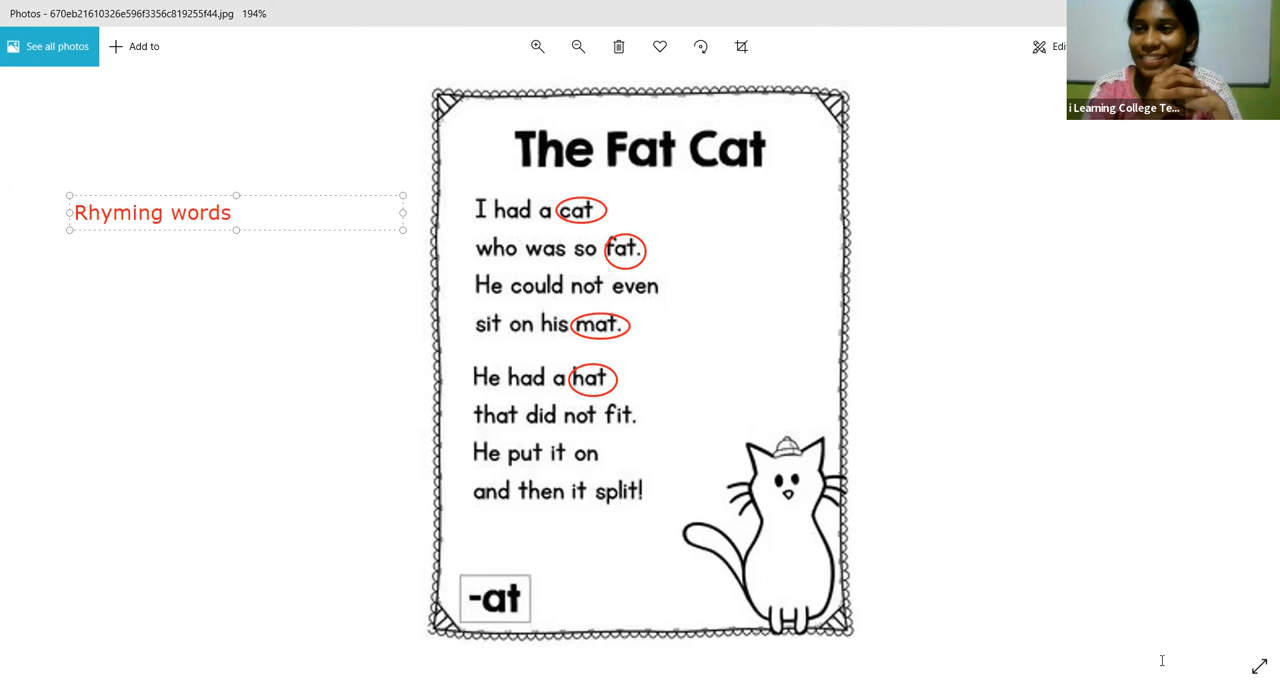 Photos - 670eb21610326e596f3356c819255f44.jpg 194%
See all photos
Add to
Edi
i Learning College Te...
The Fat Cat
Rhyming words
I had a cat
who was so fat.
He could not even
sit on his mat.
He had a hat
that did not fit.
He put it on
and then it split!
-at